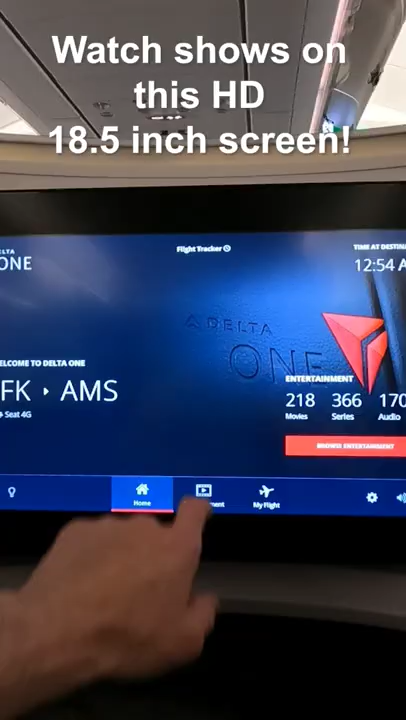 Watch shows on
this HD
18.5 inch screen!
Flight Tracker
TIME AT DESTINA
ONE
12:54 A
DELTA
ONE
ELCOME TO DELTA ONE
FK ▸ AMS
Seat 4G
ENTERTAINMENT
218 366 170
Movies Series Audio
BROWSE ENTERTAINMENT
Home
ment
My Flight